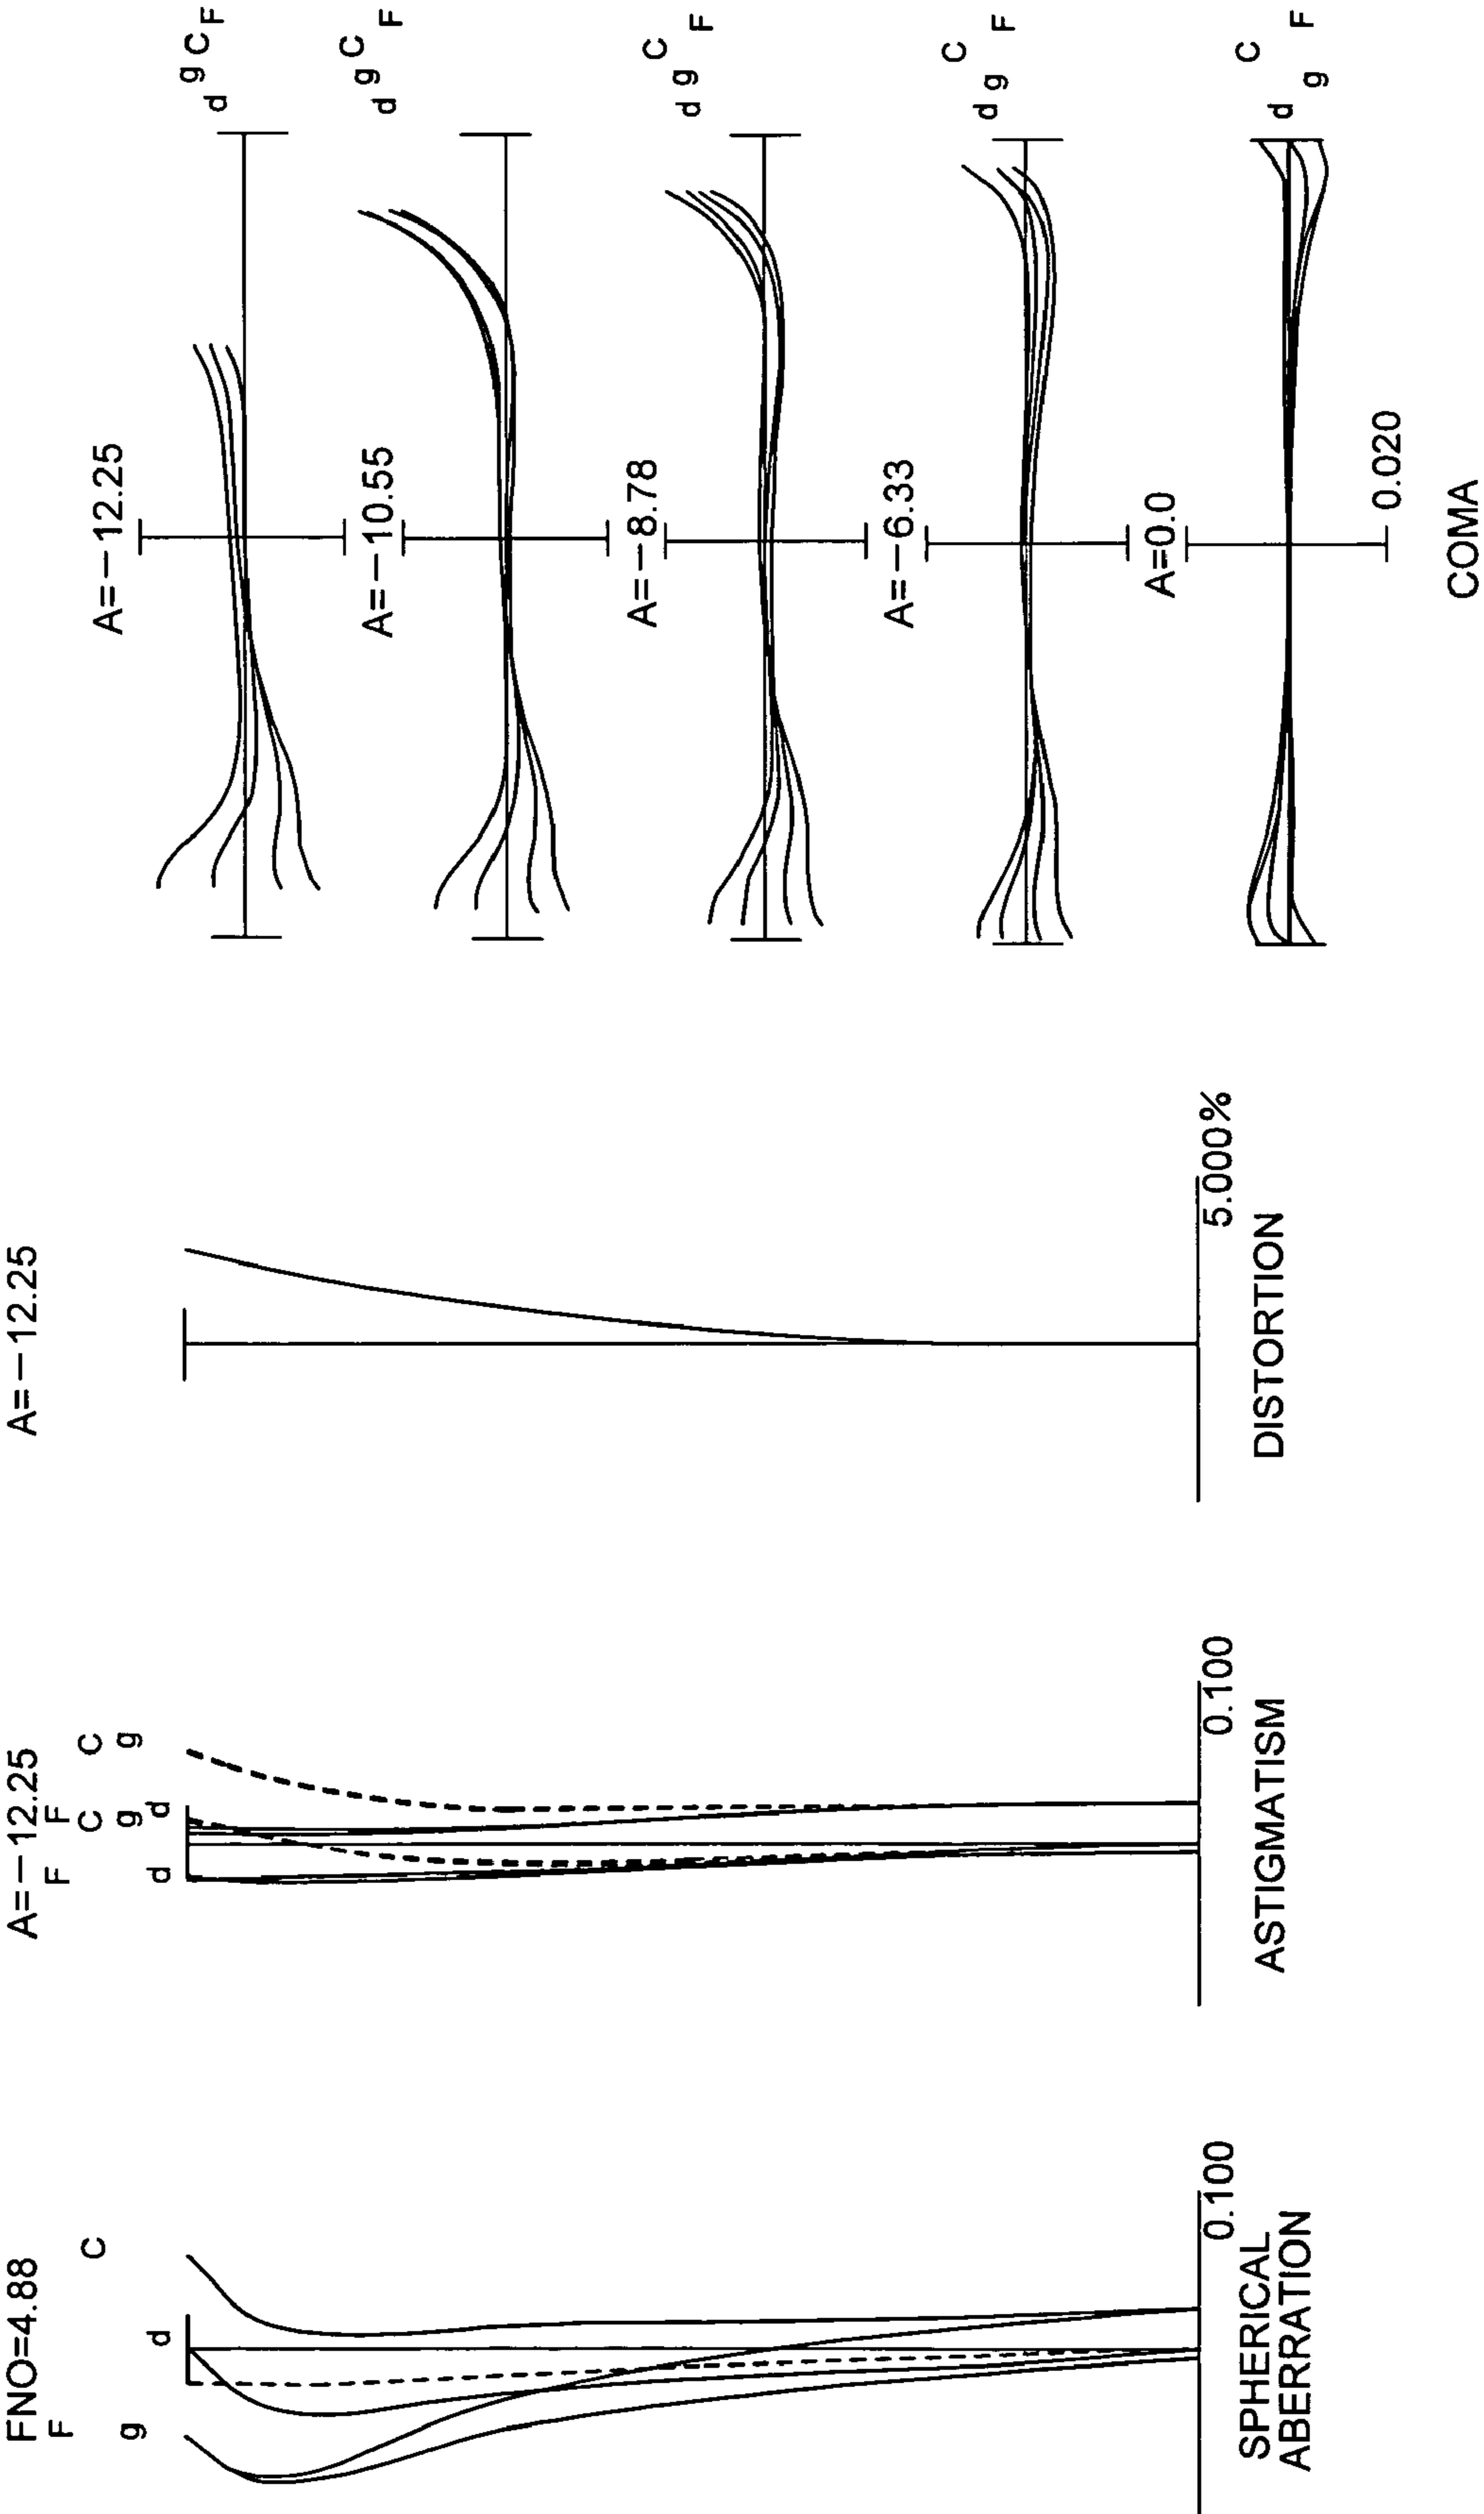 FNO=4.88
F
C
g
d
0.100
SPHERICAL
ABERRATION
A=−12.25
F F
C C
g g
d d
0.100
ASTIGMATISM
A=−12.25
5.000%
DISTORTION
A=−12.25
d g C F
A=−10.55
d g C F
A=−8.78
d g C F
A=−6.33
d g C F
A=0.0
d g C F
0.020
COMA